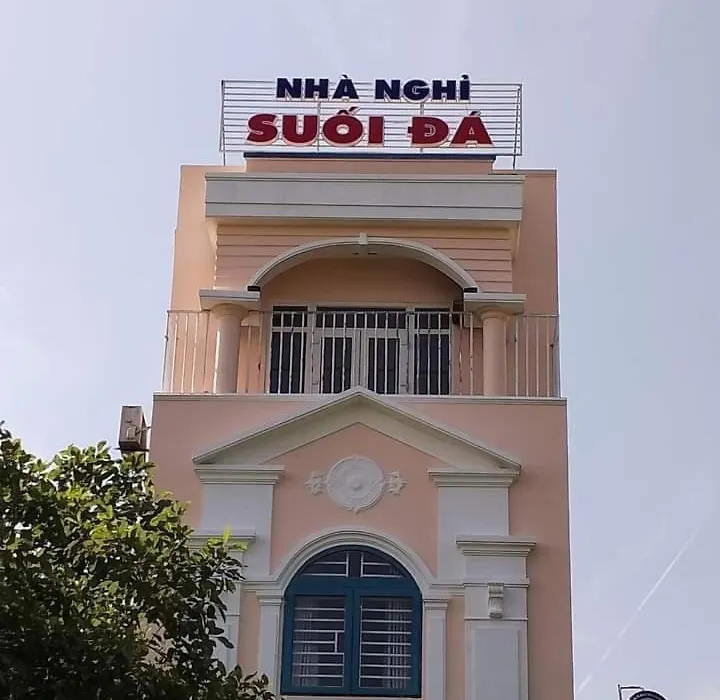 NHÀ NGHỈ
SUỐI ĐÁ